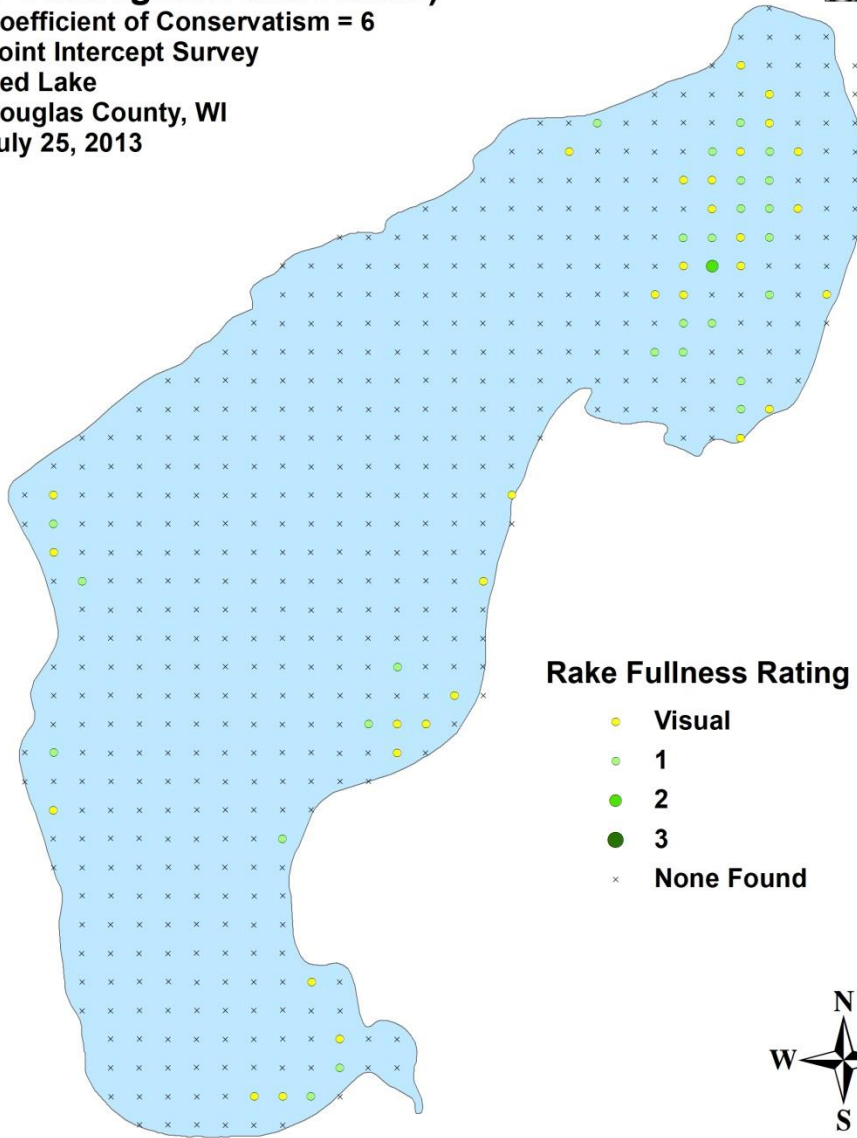 oefficient of Conservatism = 6
oint Intercept Survey
ed Lake
ouglas County, WI
uly 25, 2013
Rake Fullness Rating
Visual
1
2
3
None Found
N
W
S